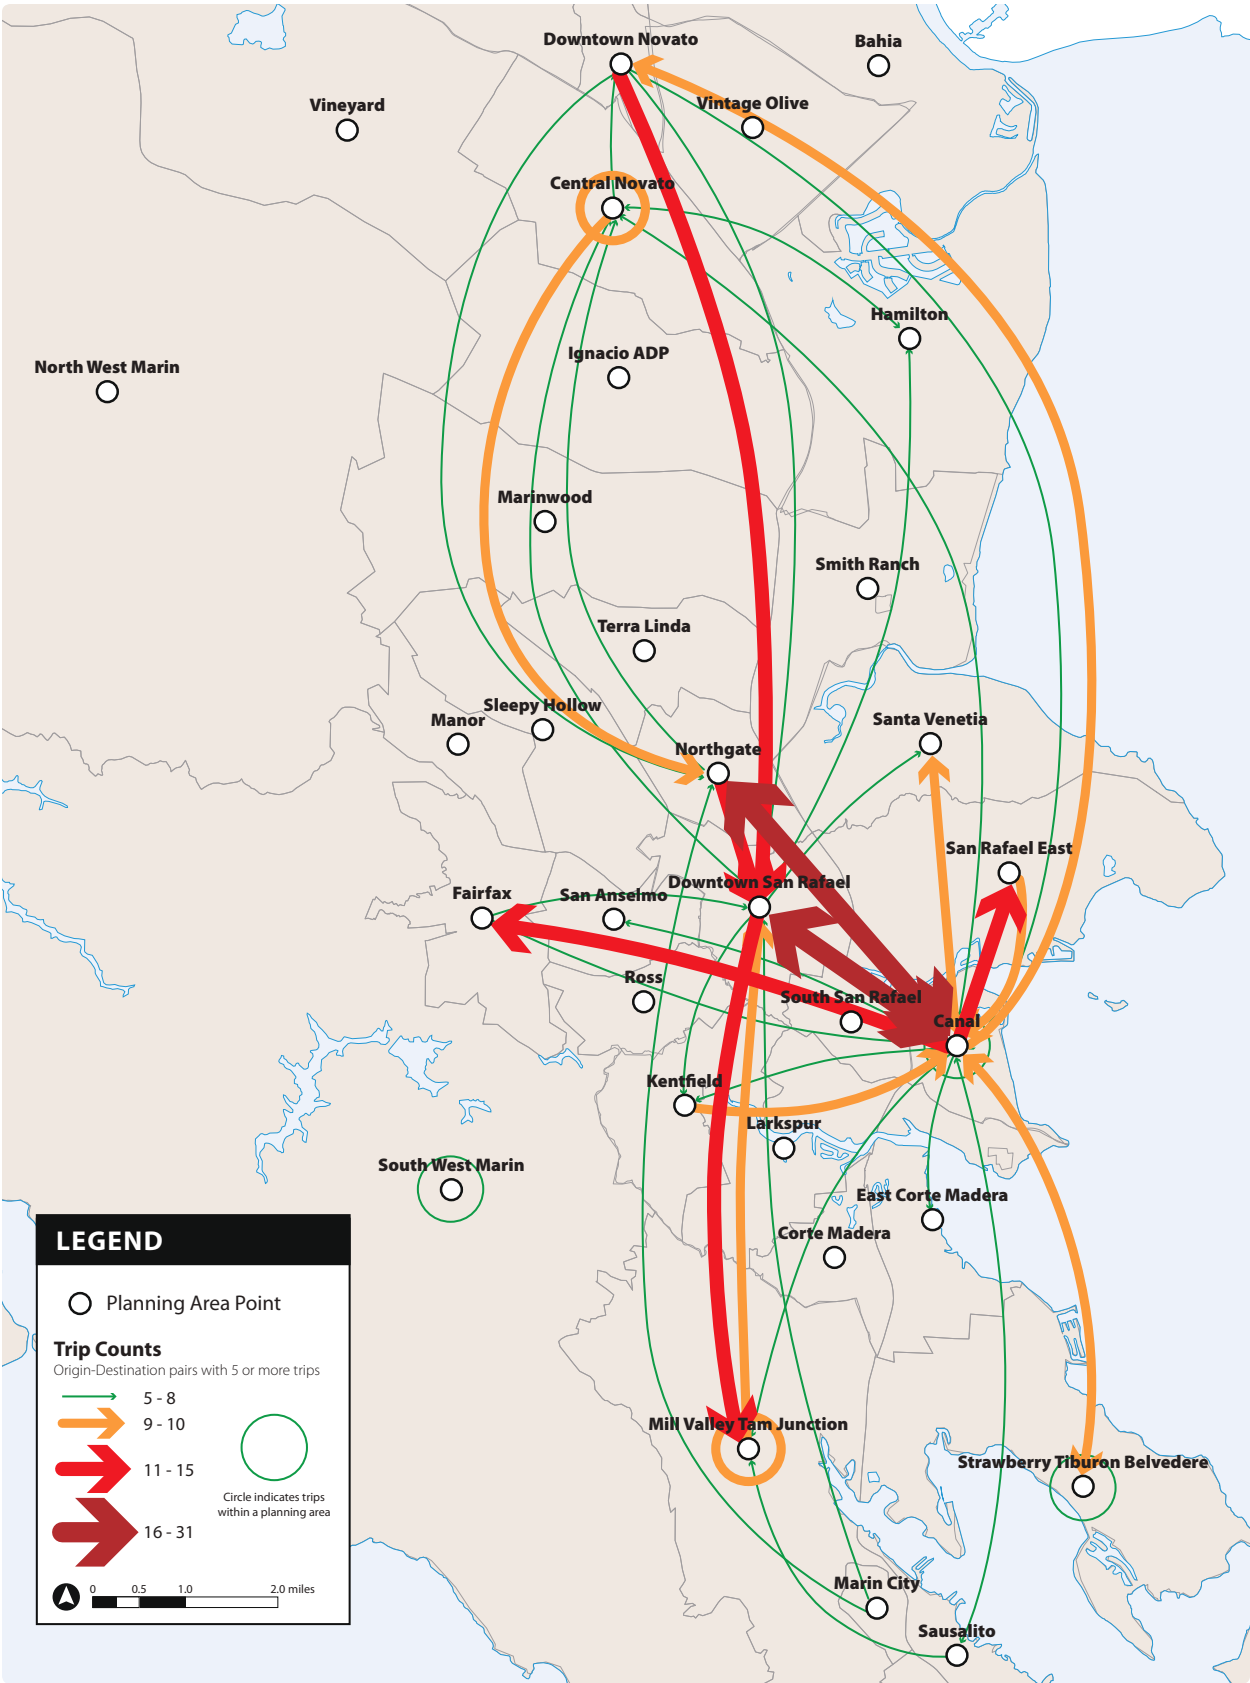 Downtown Novato
Bahia
Vineyard
Vintage Olive
Central Novato
Hamilton
Ignacio ADP
North West Marin
Marinwood
Smith Ranch
Terra Linda
Sleepy Hollow
Manor
Santa Venetia
Northgate
San Rafael East
Downtown San Rafael
Fairfax
San Anselmo
Ross
South San Rafael
Canal
Kentfield
Larkspur
South West Marin
East Corte Madera
Corte Madera
Mill Valley Tam Junction
Strawberry Tiburon Belvedere
Marin City
Sausalito
LEGEND
Planning Area Point
Trip Counts
Origin-Destination pairs with 5 or more trips
5 - 8
9 - 10
11 - 15
16 - 31
Circle indicates trips
within a planning area
0 0.5 1.0 2.0 miles